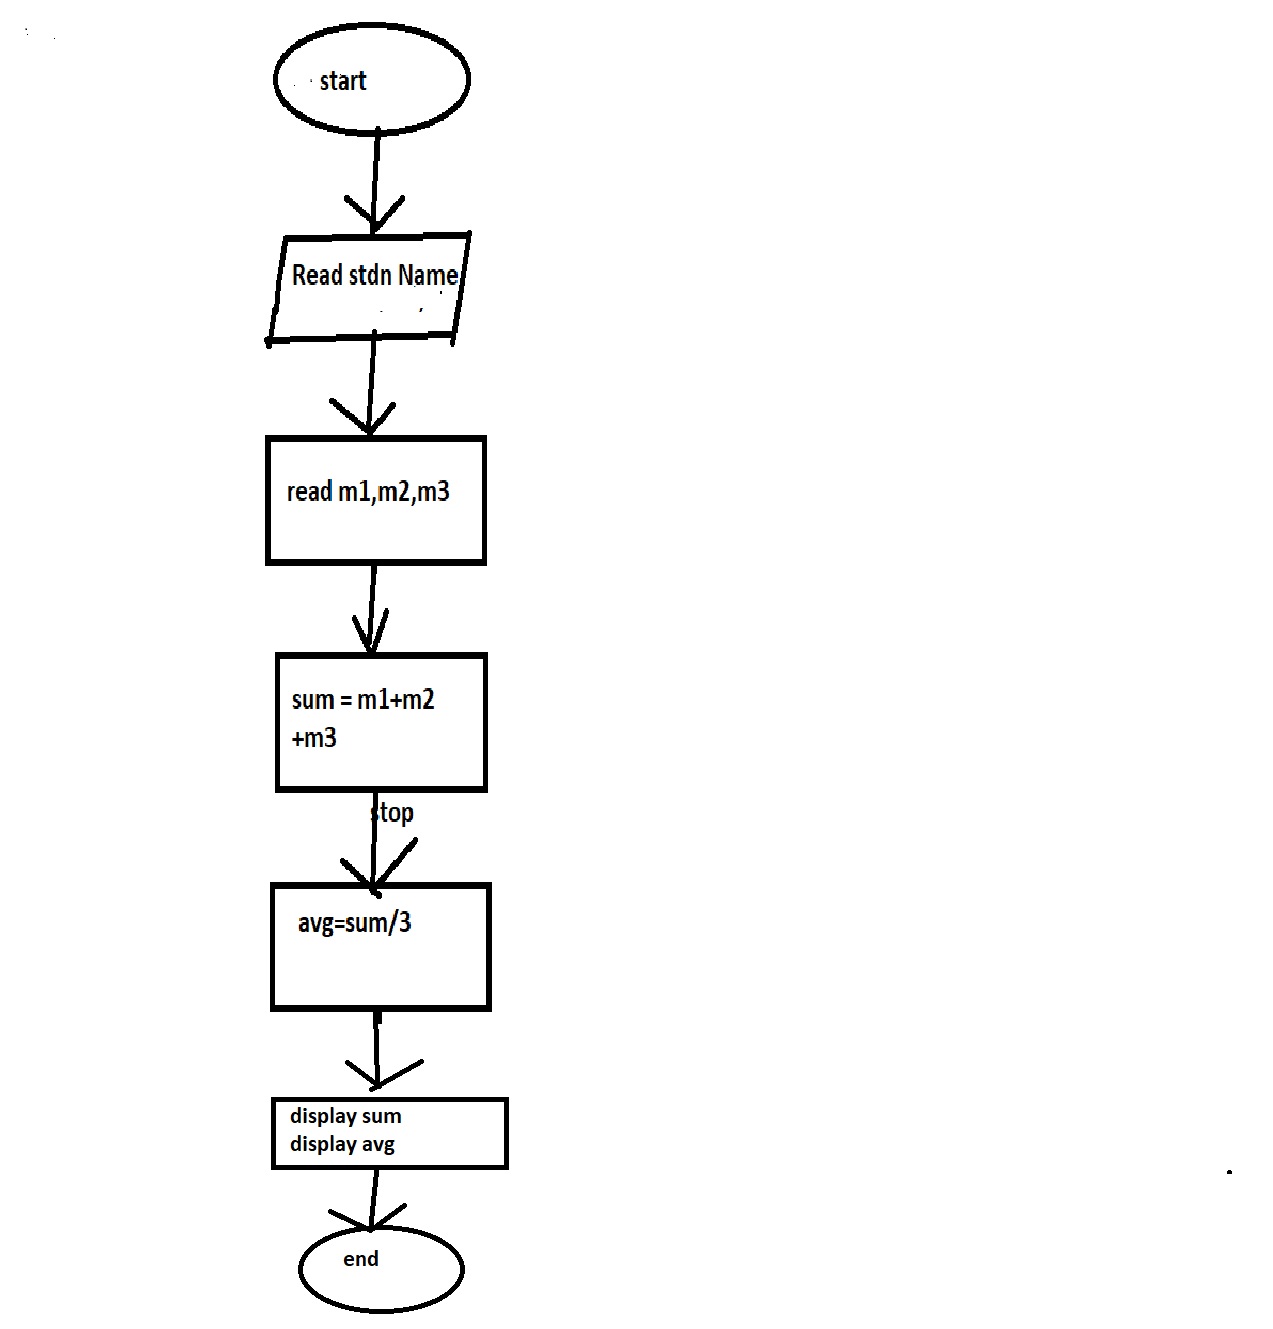 start
Read stdn Name
read m1,m2,m3
sum = m1+m2
+m3
stop
avg=sum/3
display sum
display avg
end